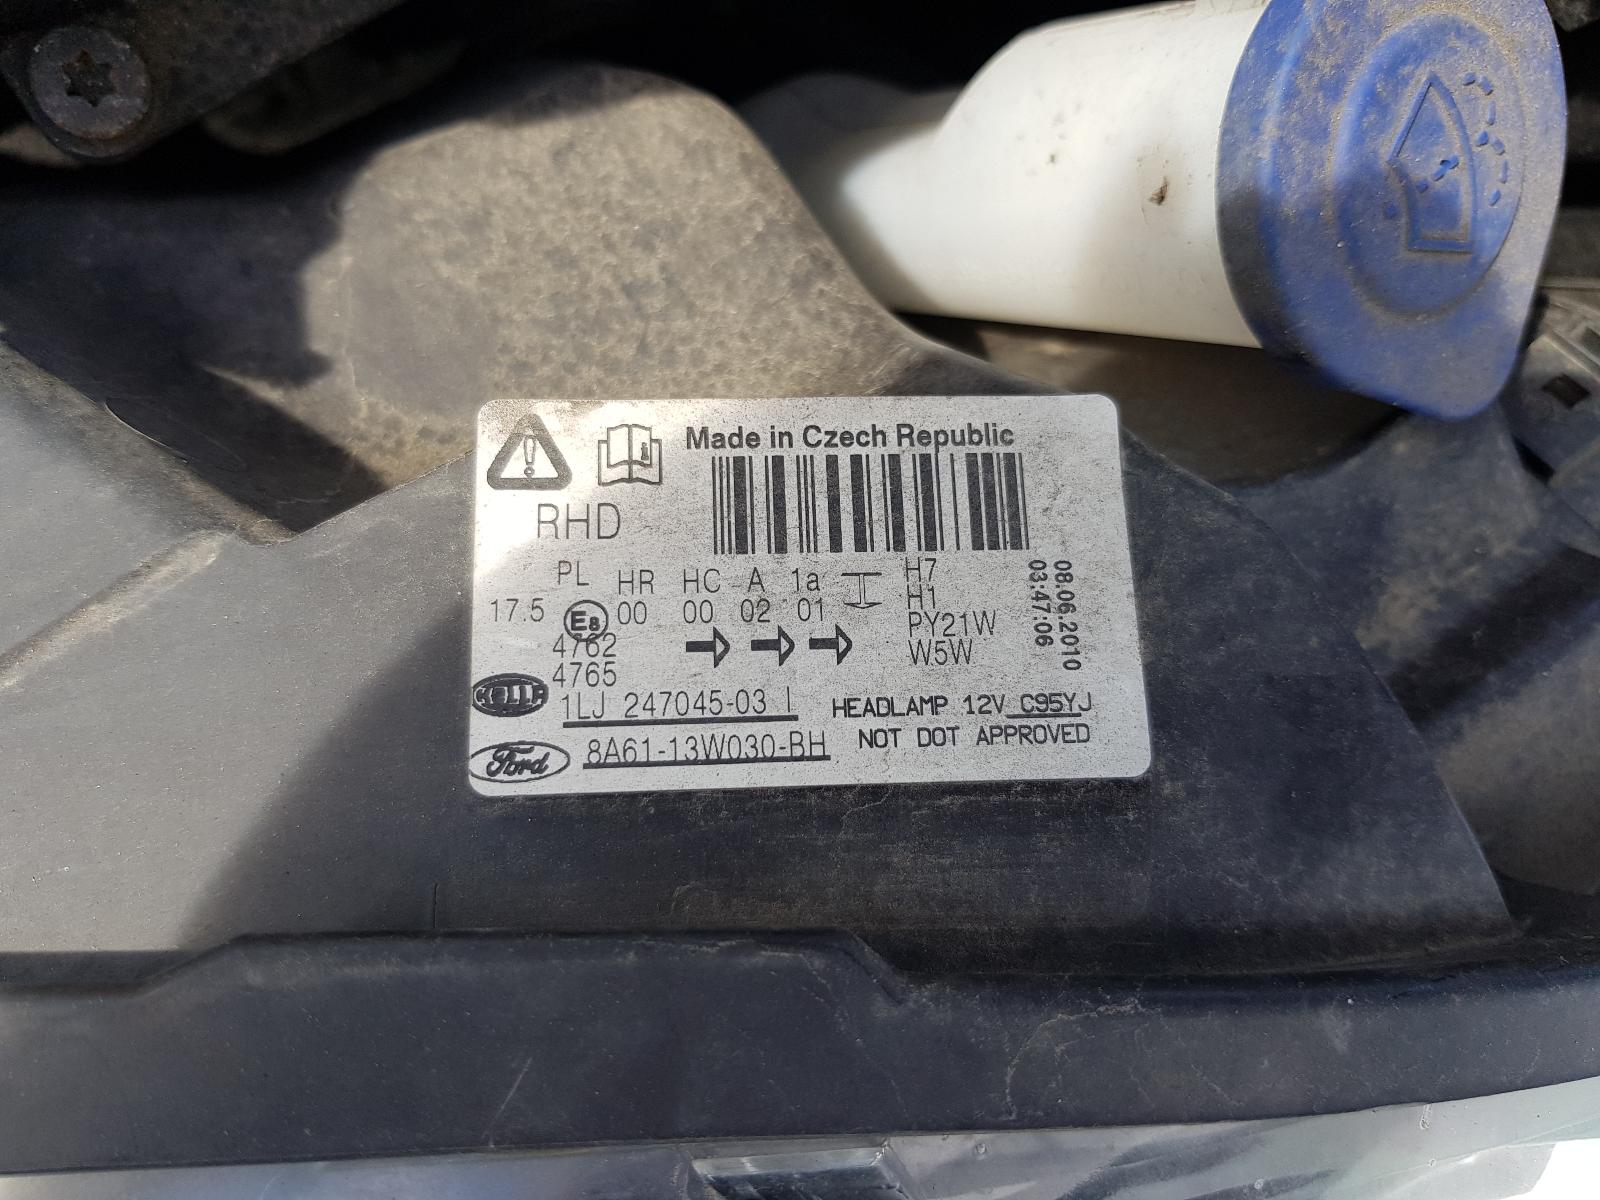 Made in Czech Republic
RHD
PL HR HC A 1a H7
17.5 E8 00 00 02 01 H1
4762 PY21W
4765 W5W
08.06.2010
03:47:06
HELLA 1LJ 247045-03 I HEADLAMP 12V C95YJ
Ford 8A61-13W030-BH NOT DOT APPROVED